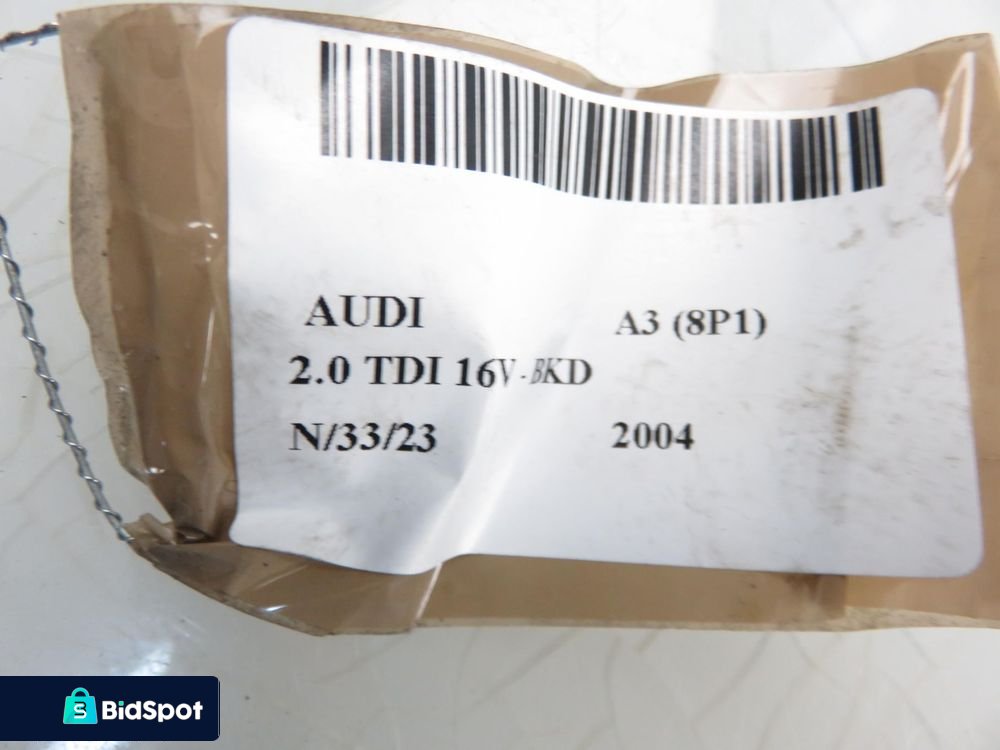 AUDI A3 (8P1)
2.0 TDI 16V-BKD
N/33/23 2004
S BidSpot